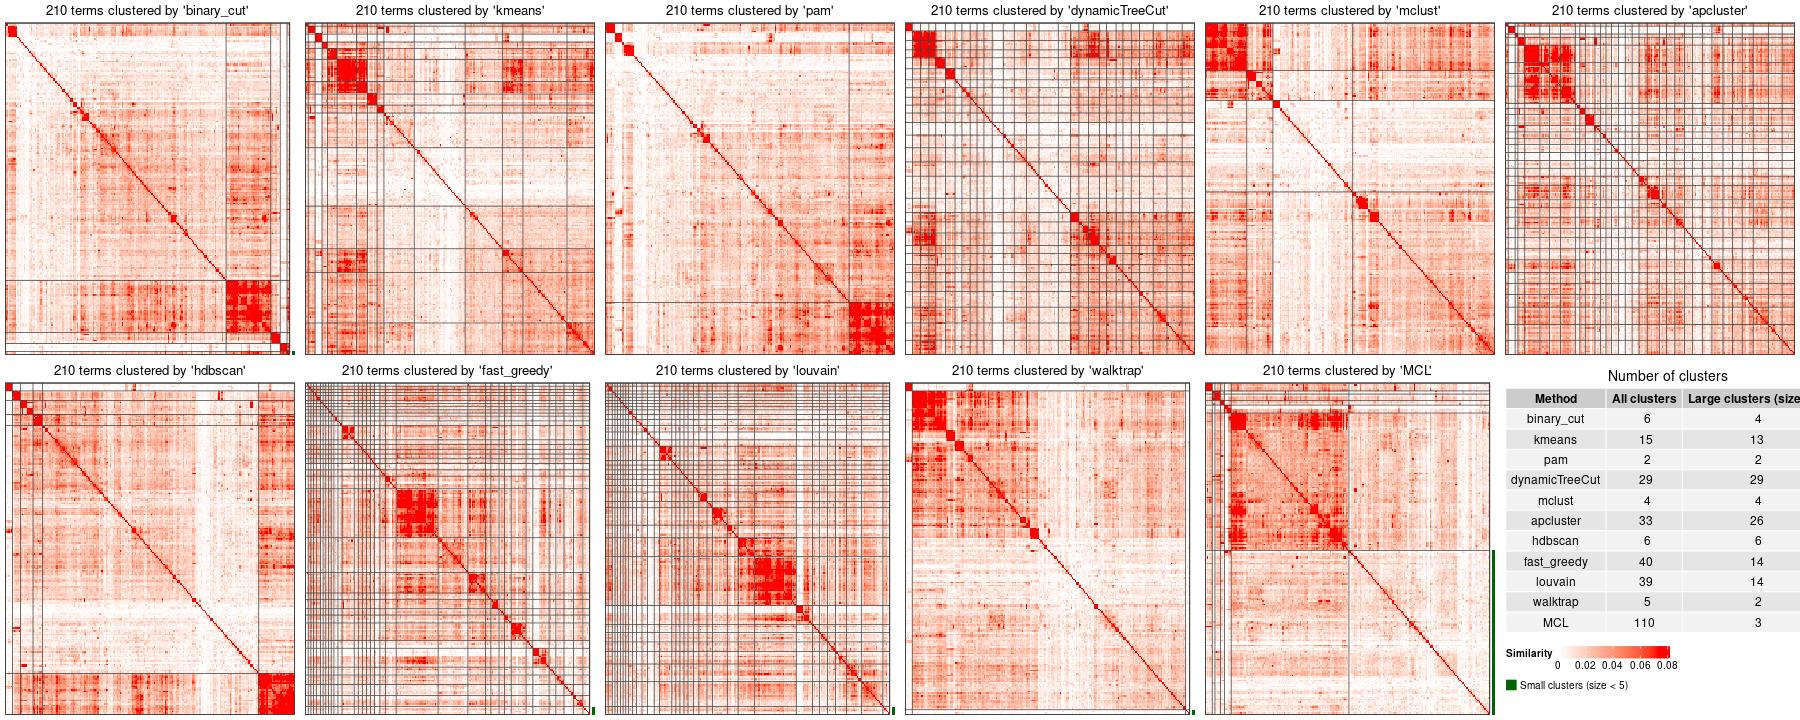 210 terms clustered by 'binary_cut'
210 terms clustered by 'kmeans'
210 terms clustered by 'pam'
210 terms clustered by 'dynamicTreeCut'
210 terms clustered by 'mclust'
210 terms clustered by 'apcluster'
210 terms clustered by 'hdbscan'
210 terms clustered by 'fast_greedy'
210 terms clustered by 'louvain'
210 terms clustered by 'walktrap'
210 terms clustered by 'MCL'
Number of clusters
Method All clusters Large clusters (size
binary_cut 6 4
kmeans 15 13
pam 2 2
dynamicTreeCut 29 29
mclust 4 4
apcluster 33 26
hdbscan 6 6
fast_greedy 40 14
louvain 39 14
walktrap 5 2
MCL 110 3
Similarity
0 0.02 0.04 0.06 0.08
Small clusters (size < 5)